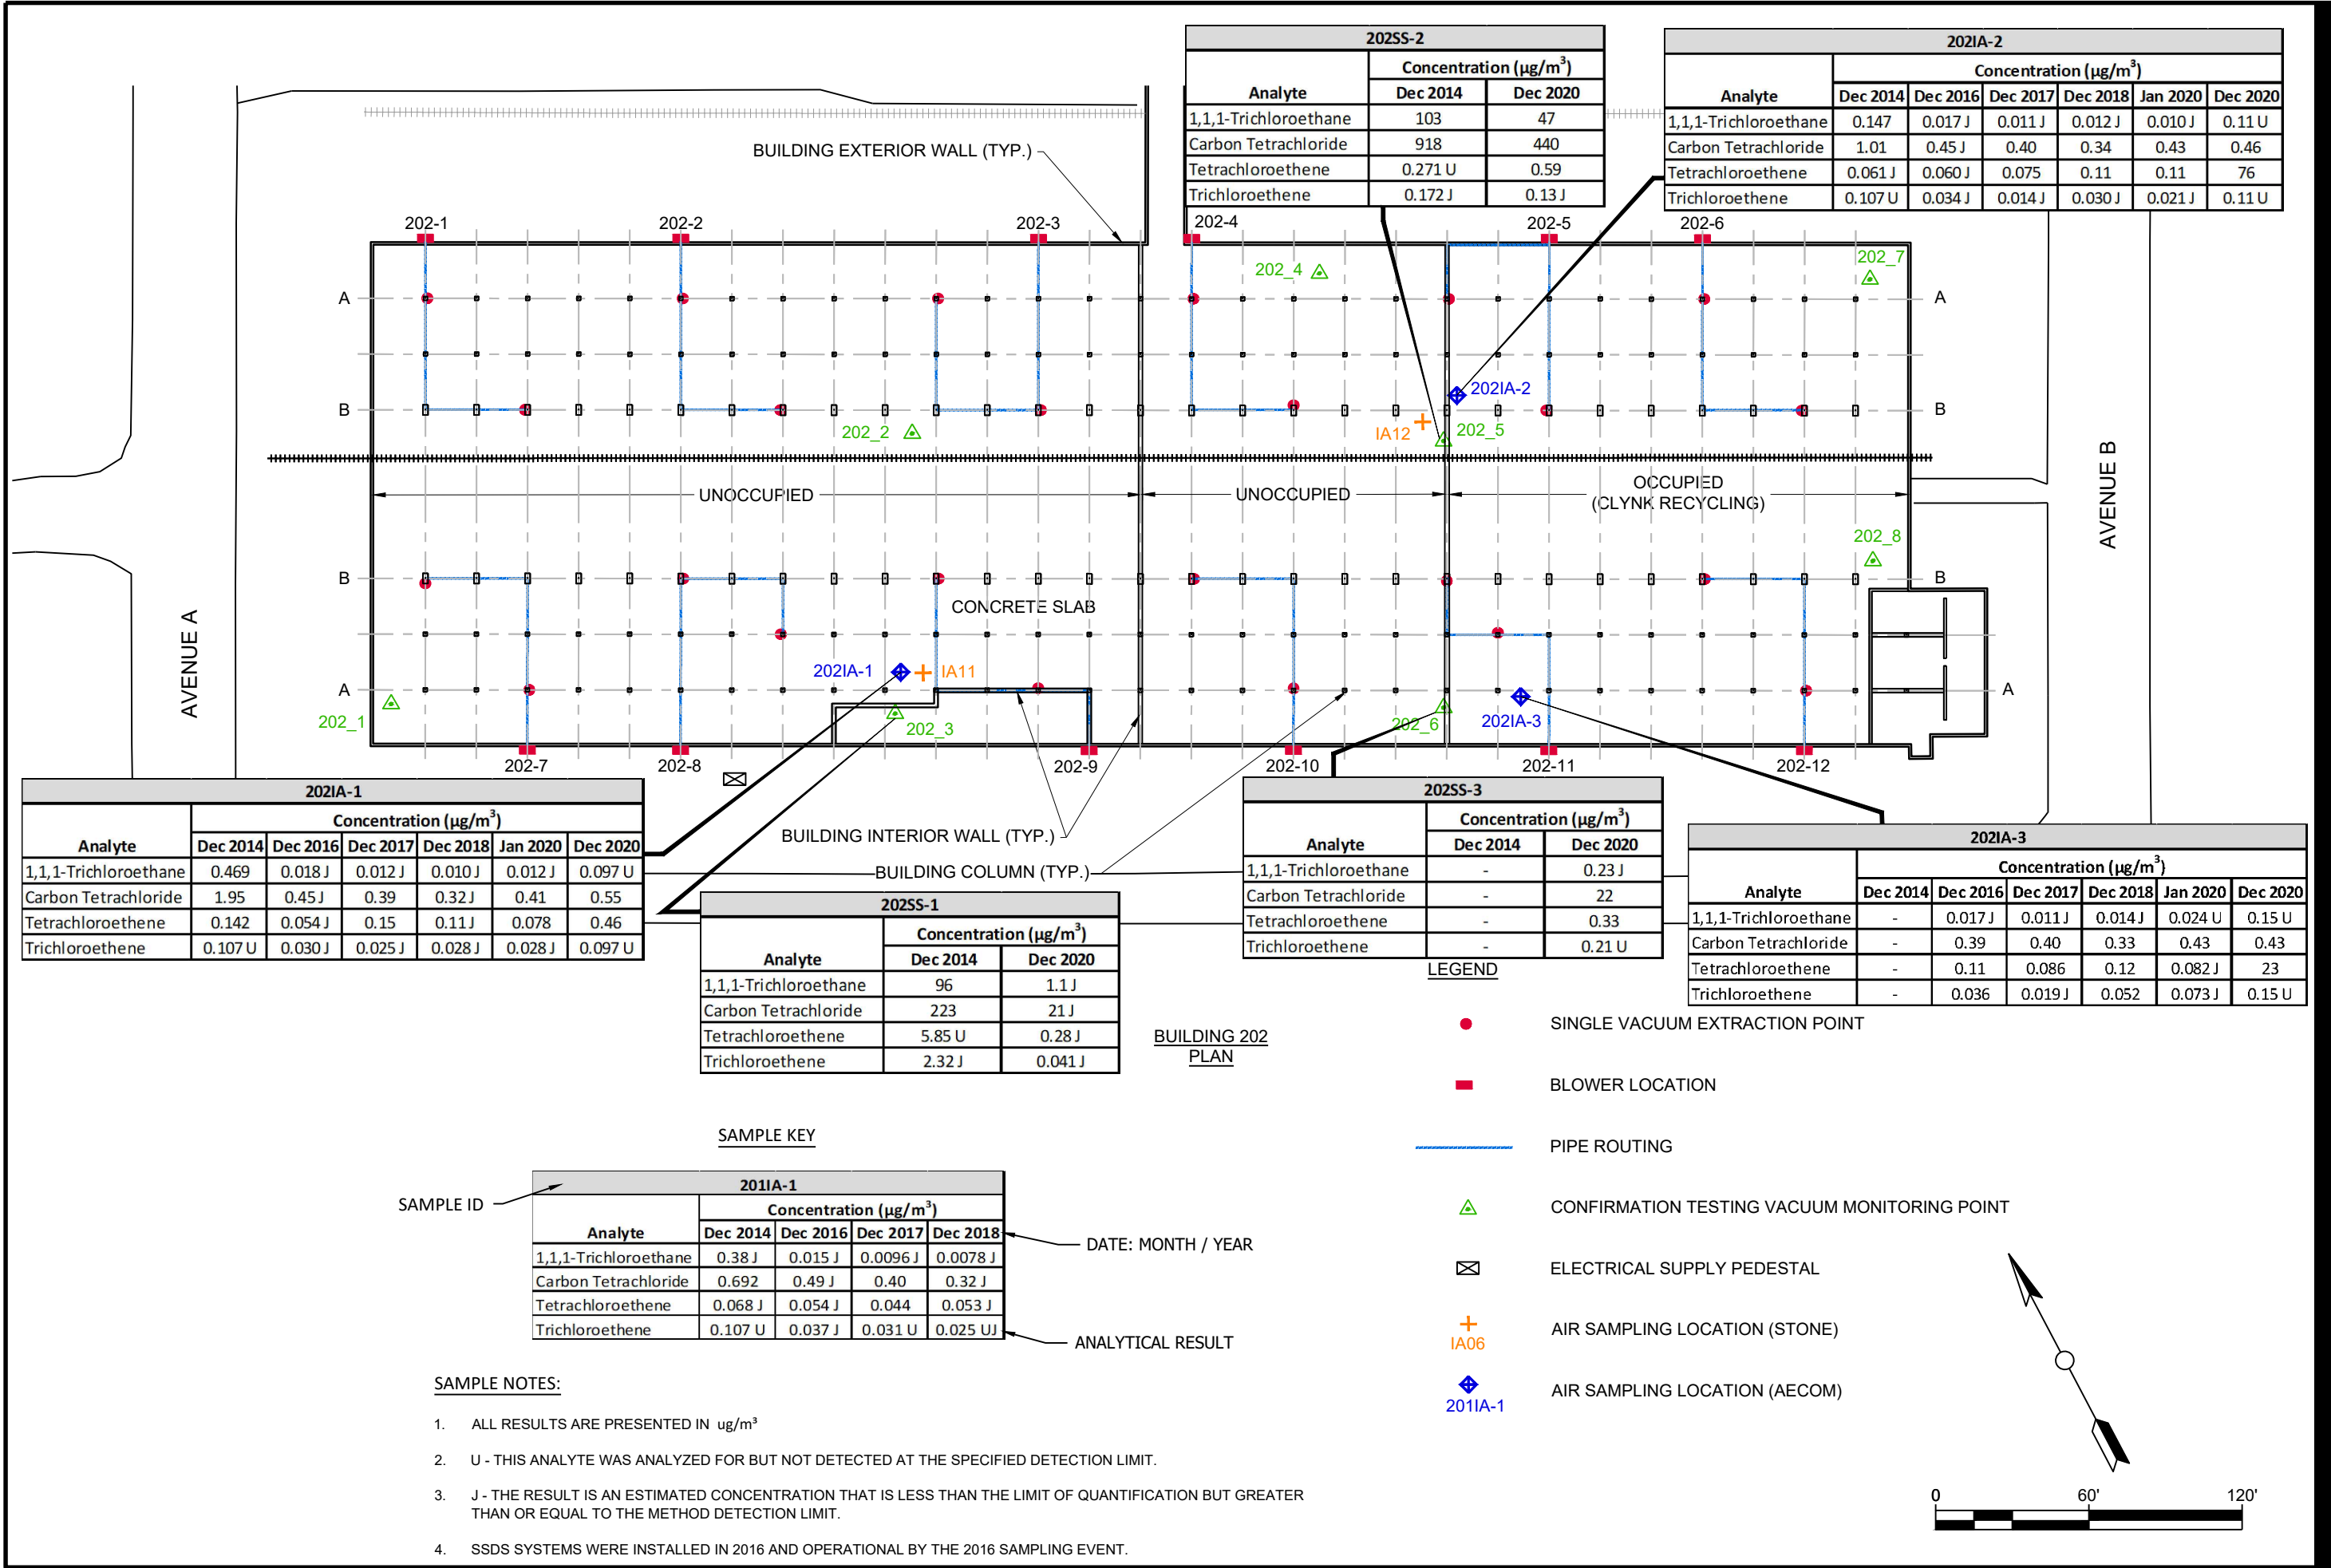 202SS-2
Concentration (µg/m³)
Analyte Dec 2014 Dec 2020
1,1,1-Trichloroethane 103 47
Carbon Tetrachloride 918 440
Tetrachloroethene 0.271 U 0.59
Trichloroethene 0.172 J 0.13 J
202IA-2
Concentration (µg/m³)
Analyte Dec 2014 Dec 2016 Dec 2017 Dec 2018 Jan 2020 Dec 2020
1,1,1-Trichloroethane 0.147 0.017 J 0.011 J 0.012 J 0.010 J 0.11 U
Carbon Tetrachloride 1.01 0.45 J 0.40 0.34 0.43 0.46
Tetrachloroethene 0.061 J 0.060 J 0.075 0.11 0.11 76
Trichloroethene 0.107 U 0.034 J 0.014 J 0.030 J 0.021 J 0.11 U
BUILDING EXTERIOR WALL (TYP.)
202-1 202-2 202-3 202-4 202-5 202-6
202_4 202_7
A A
202IA-2
B B
202_2 IA12 202_5
UNOCCUPIED UNOCCUPIED OCCUPIED
(CLYNK RECYCLING)
AVENUE B
202_8
B B
CONCRETE SLAB
AVENUE A
202IA-1 IA11
A A
202_1 202_3 202_6 202IA-3
202-7 202-8 202-9 202-10 202-11 202-12
202IA-1
Concentration (µg/m³)
Analyte Dec 2014 Dec 2016 Dec 2017 Dec 2018 Jan 2020 Dec 2020
1,1,1-Trichloroethane 0.469 0.018 J 0.012 J 0.010 J 0.012 J 0.097 U
Carbon Tetrachloride 1.95 0.45 J 0.39 0.32 J 0.41 0.55
Tetrachloroethene 0.142 0.054 J 0.15 0.11 J 0.078 0.46
Trichloroethene 0.107 U 0.030 J 0.025 J 0.028 J 0.028 J 0.097 U
BUILDING INTERIOR WALL (TYP.)
BUILDING COLUMN (TYP.)
202SS-3
Concentration (µg/m³)
Analyte Dec 2014 Dec 2020
1,1,1-Trichloroethane - 0.23 J
Carbon Tetrachloride - 22
Tetrachloroethene - 0.33
Trichloroethene - 0.21 U
202IA-3
Concentration (µg/m³)
Analyte Dec 2014 Dec 2016 Dec 2017 Dec 2018 Jan 2020 Dec 2020
1,1,1-Trichloroethane - 0.017 J 0.011 J 0.014 J 0.024 U 0.15 U
Carbon Tetrachloride - 0.39 0.40 0.33 0.43 0.43
Tetrachloroethene - 0.11 0.086 0.12 0.082 J 23
Trichloroethene - 0.036 0.019 J 0.052 0.073 J 0.15 U
202SS-1
Concentration (µg/m³)
Analyte Dec 2014 Dec 2020
1,1,1-Trichloroethane 96 1.1 J
Carbon Tetrachloride 223 21 J
Tetrachloroethene 5.85 U 0.28 J
Trichloroethene 2.32 J 0.041 J
BUILDING 202
PLAN
LEGEND
SINGLE VACUUM EXTRACTION POINT
BLOWER LOCATION
PIPE ROUTING
CONFIRMATION TESTING VACUUM MONITORING POINT
ELECTRICAL SUPPLY PEDESTAL
IA06 AIR SAMPLING LOCATION (STONE)
201IA-1 AIR SAMPLING LOCATION (AECOM)
SAMPLE KEY
SAMPLE ID
201IA-1
Concentration (µg/m³)
Analyte Dec 2014 Dec 2016 Dec 2017 Dec 2018
1,1,1-Trichloroethane 0.38 J 0.015 J 0.0096 J 0.0078 J
Carbon Tetrachloride 0.692 0.49 J 0.40 0.32 J
Tetrachloroethene 0.068 J 0.054 J 0.044 0.053 J
Trichloroethene 0.107 U 0.037 J 0.031 U 0.025 UJ
DATE: MONTH / YEAR
ANALYTICAL RESULT
SAMPLE NOTES:
1. ALL RESULTS ARE PRESENTED IN ug/m³
2. U - THIS ANALYTE WAS ANALYZED FOR BUT NOT DETECTED AT THE SPECIFIED DETECTION LIMIT.
3. J - THE RESULT IS AN ESTIMATED CONCENTRATION THAT IS LESS THAN THE LIMIT OF QUANTIFICATION BUT GREATER
THAN OR EQUAL TO THE METHOD DETECTION LIMIT.
4. SSDS SYSTEMS WERE INSTALLED IN 2016 AND OPERATIONAL BY THE 2016 SAMPLING EVENT.
0 60' 120'